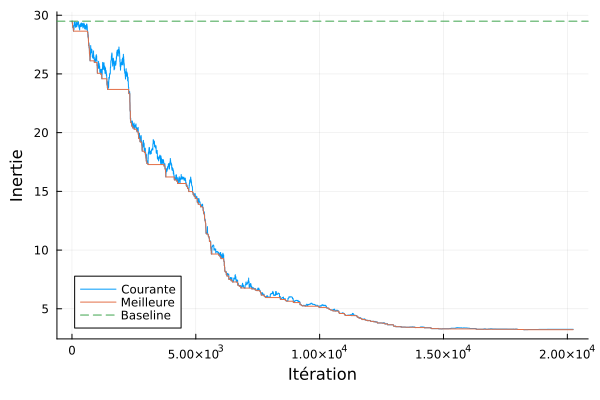 Inertie
30
25
20
15
10
5
Courante
Meilleure
Baseline
0
5.00×10³
1.00×10⁴
1.50×10⁴
2.00×10⁴
Itération